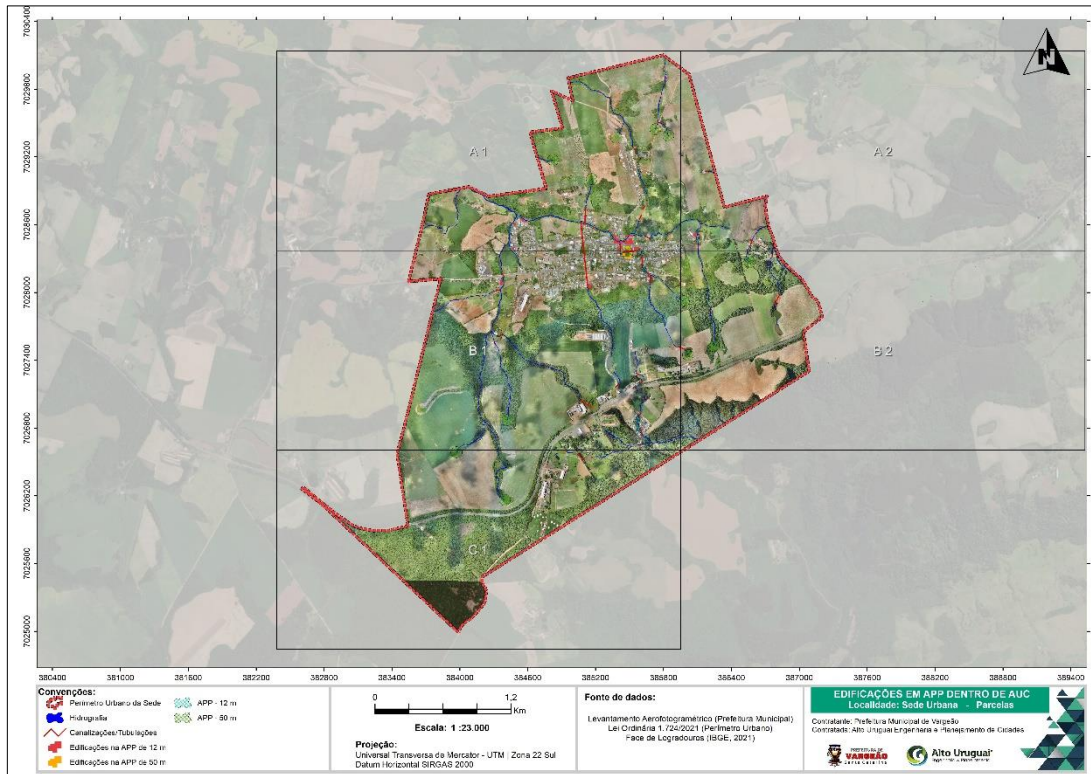 7030400
7029800
7029200
7028600
7028000
7027400
7026800
7026200
7025600
7025000
N
A 1
A 2
B 1
B 2
C 1
380400 381000 381600 382200 382800 383400 384000 384600 385200 385800 386400 387000 387600 388200 388800 389400
Convenções:
Perímetro Urbano da Sede
Hidrografia
Canalizações/Tubulações
Edificações na APP de 12 m
Edificações na APP de 50 m
APP - 12 m
APP - 50 m
0 1,2
Km
Escala: 1 :23.000
Projeção:
Universal Transversa de Mercator - UTM | Zona 22 Sul
Datum Horizontal SIRGAS 2000
Fonte de dados:
Levantamento Aerofotogramétrico (Prefeitura Municipal)
Lei Ordinária 1.724/2021 (Perímetro Urbano)
Face de Logradouros (IBGE, 2021)
EDIFICAÇÕES EM APP DENTRO DE AUC
Localidade: Sede Urbana - Parcelas
Contratante: Prefeitura Municipal de Vargeão
Contratada: Alto Uruguai Engenharia e Planejamento de Cidades
PREFEITURA DE
VARGEÃO
SANTA CATARINA
Alto Uruguai